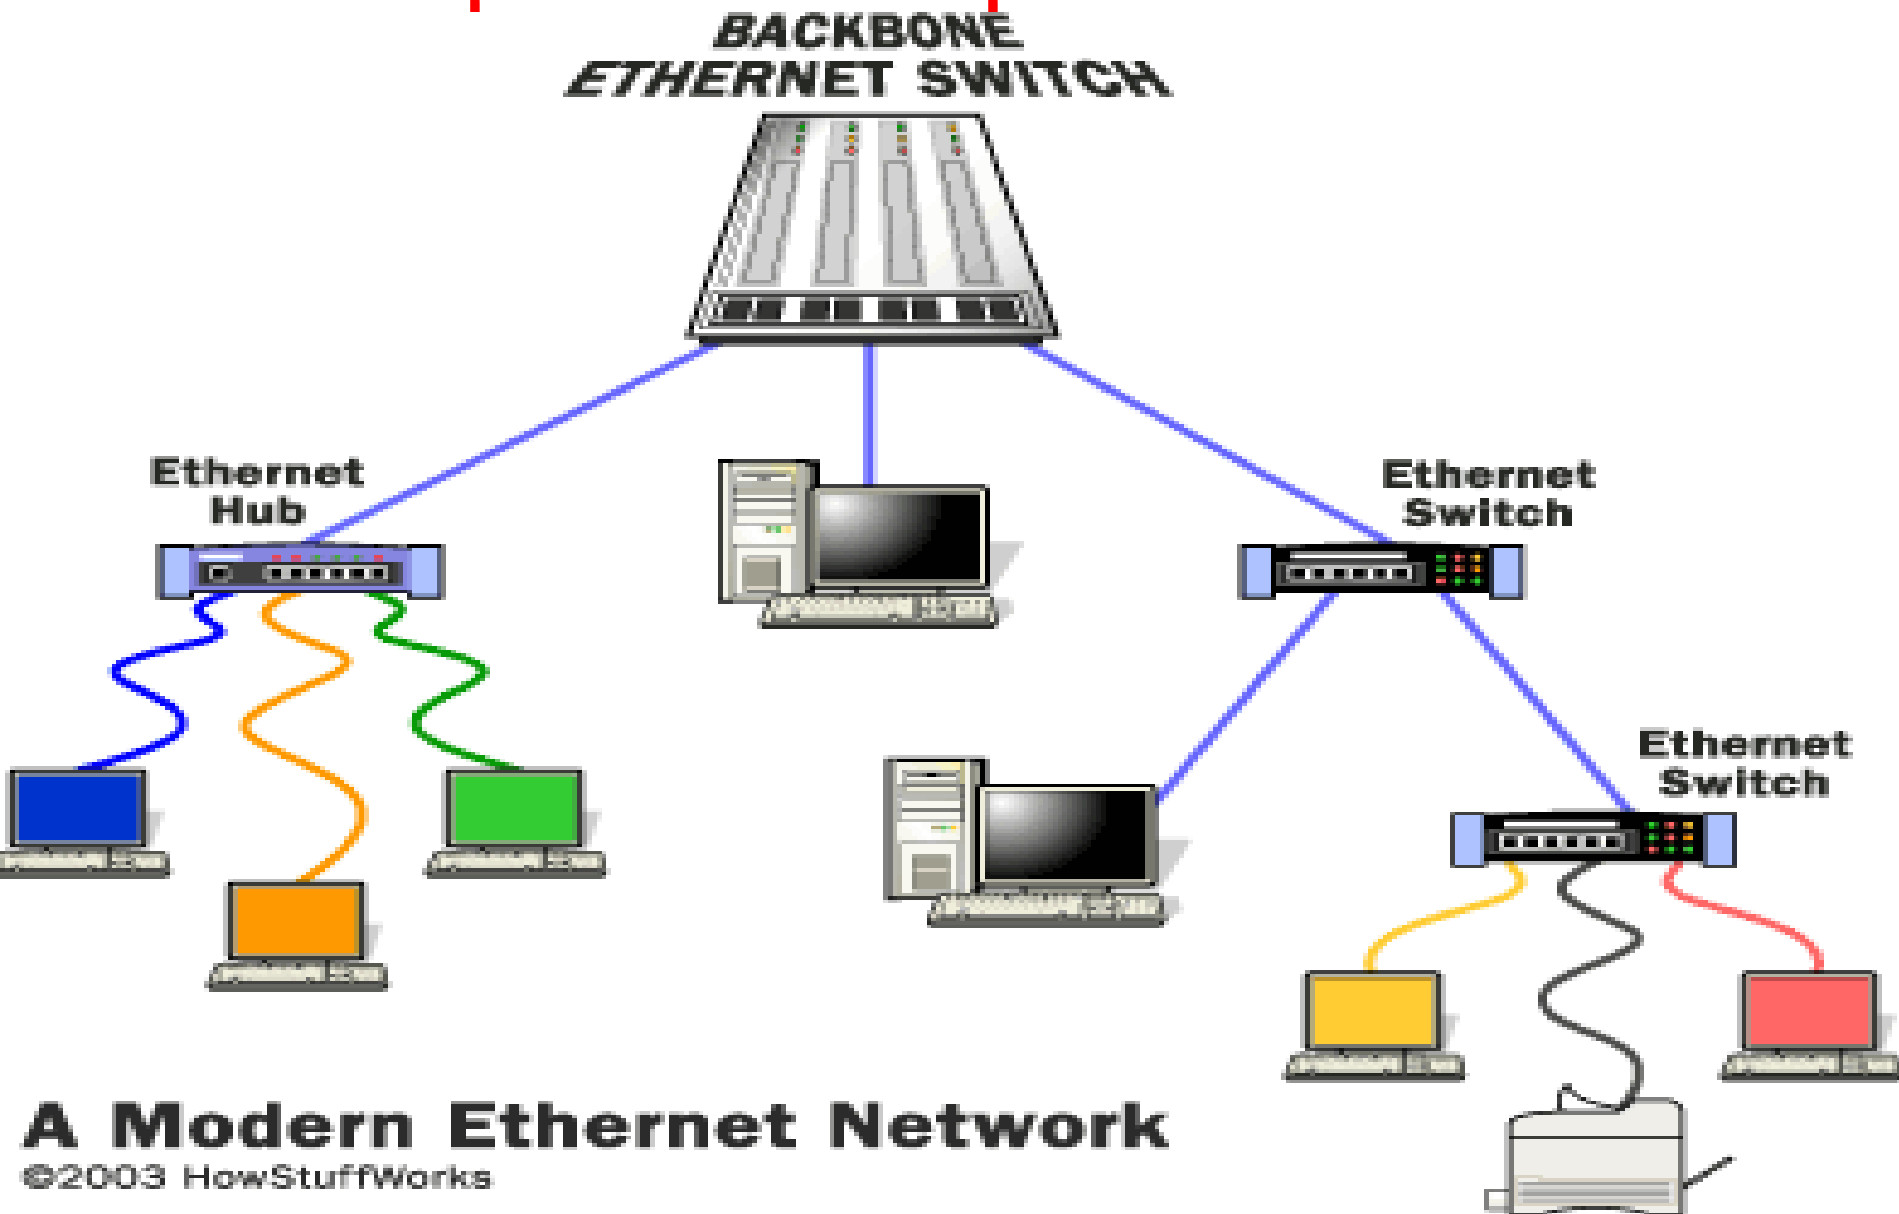 BACKBONE
ETHERNET SWITCH
Ethernet
Hub
Ethernet
Switch
Ethernet
Switch
A Modern Ethernet Network
©2003 HowStuffWorks